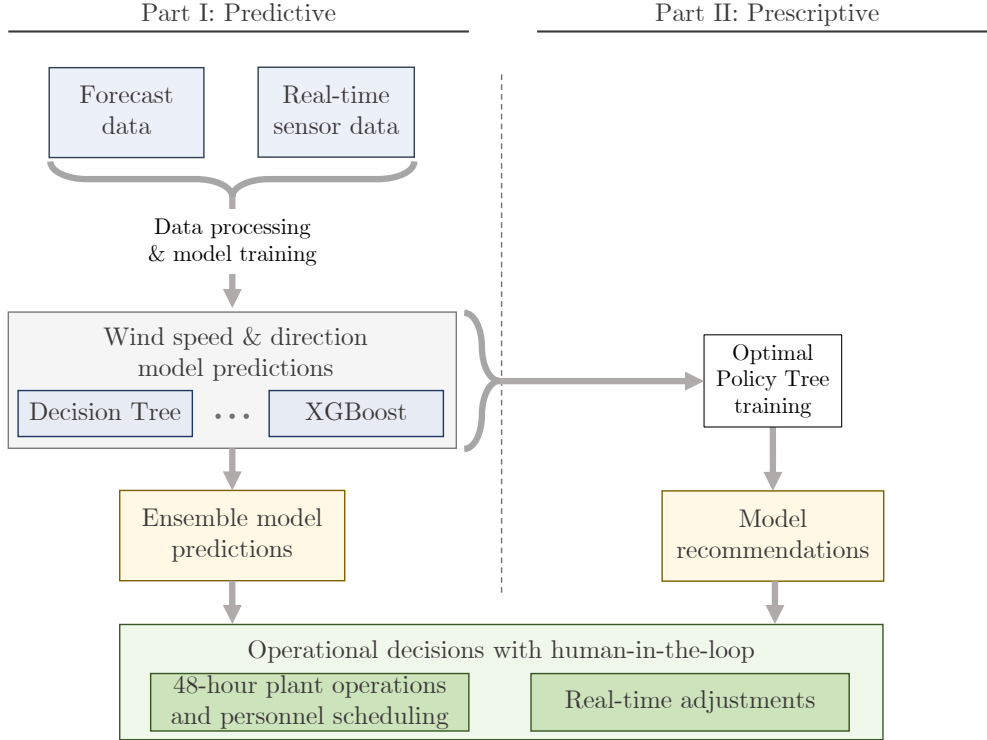 Part I: Predictive
Part II: Prescriptive
Forecast
data
Real-time
sensor data
Data processing
& model training
Wind speed & direction
model predictions
Decision Tree
...
XGBoost
Optimal
Policy Tree
training
Ensemble model
predictions
Model
recommendations
Operational decisions with human-in-the-loop
48-hour plant operations
and personnel scheduling
Real-time adjustments